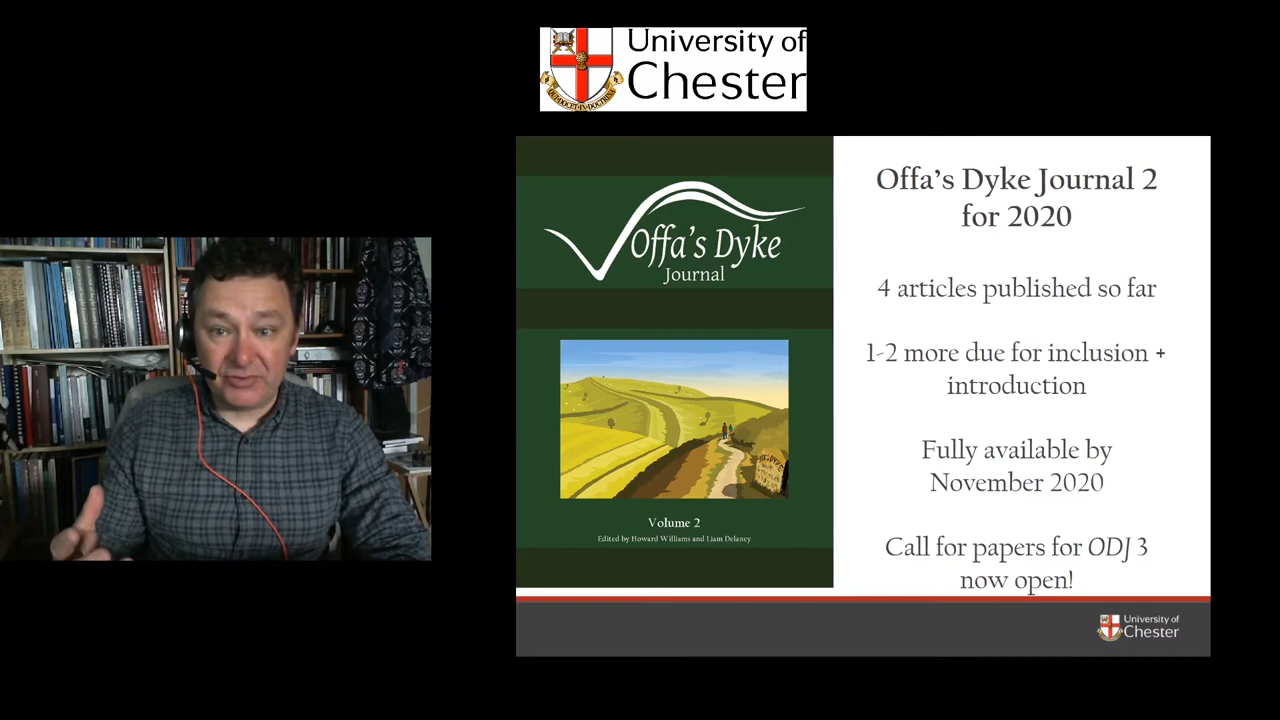 University of
Chester
Offa's Dyke
Journal
OFFA'S DYKE
Volume 2
Edited by Howard Williams and Liam Delaney
Offa's Dyke Journal 2
for 2020
4 articles published so far
1-2 more due for inclusion +
introduction
Fully available by
November 2020
Call for papers for ODJ 3
now open!
University of
Chester